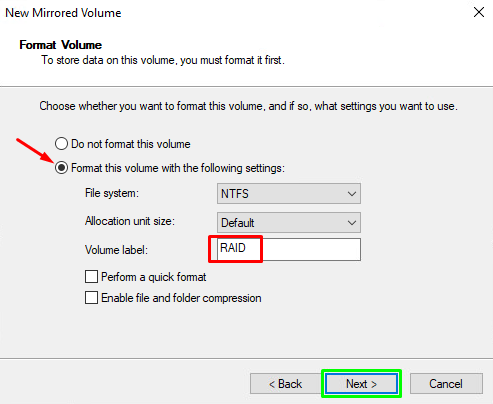 New Mirrored Volume
Format Volume
To store data on this volume, you must format it first.
Choose whether you want to format this volume, and if so, what settings you want to use.
Do not format this volume
Format this volume with the following settings:
File system: NTFS
Allocation unit size: Default
Volume label: RAID
Perform a quick format
Enable file and folder compression
< Back Next > Cancel